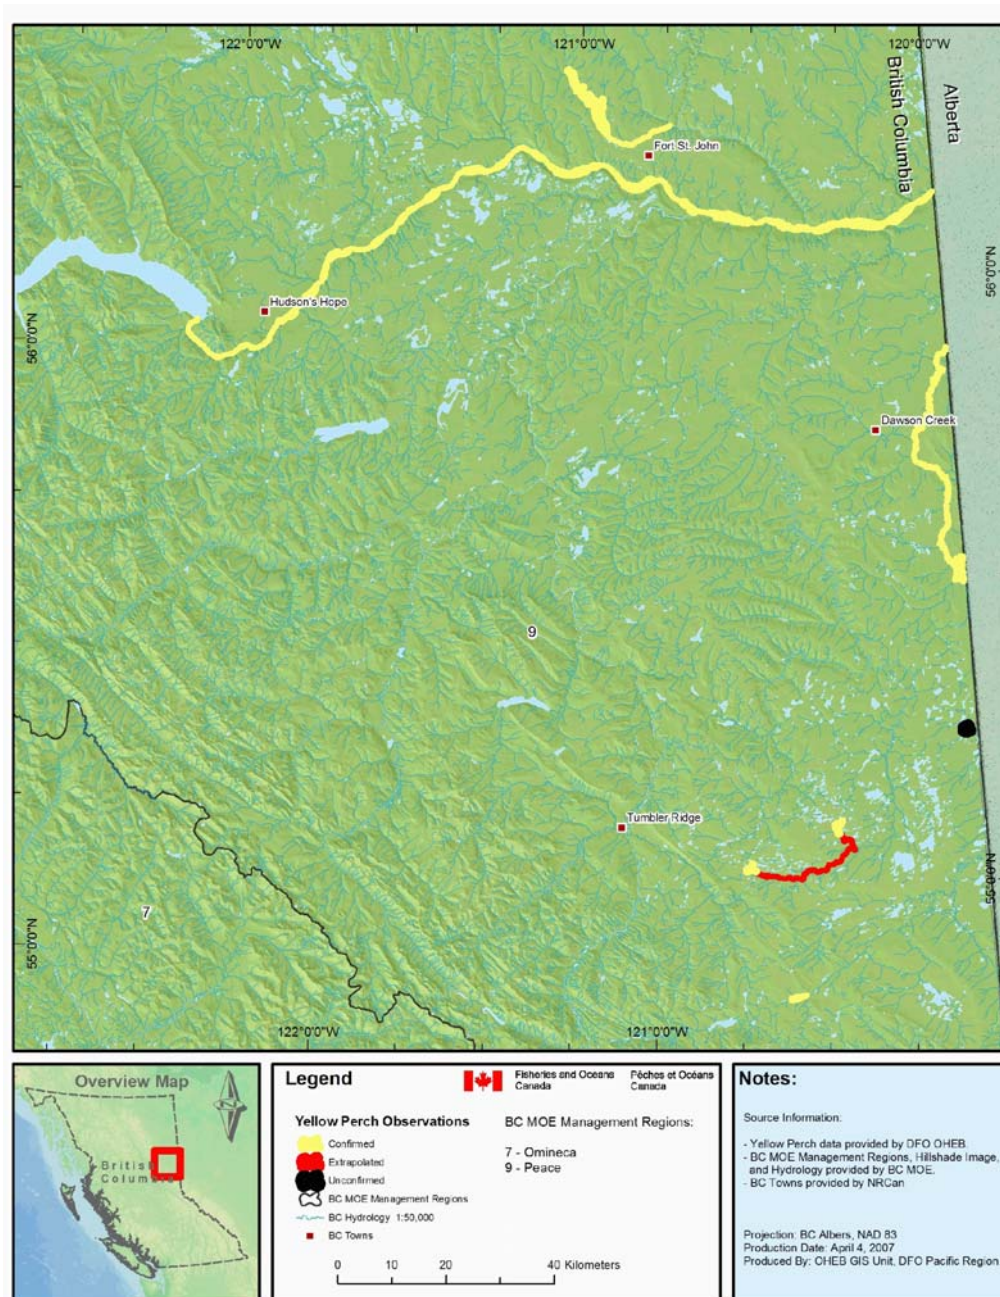 122°0'0"W
121°0'0"W
120°0'0"W
British Columbia
Alberta
Fort St. John
56°0'0"N
Hudson's Hope
56°0'0"N
Dawson Creek
9
Tumbler Ridge
55°0'0"N
7
55°0'0"N
122°0'0"W
121°0'0"W
Overview Map
British
Columbia
Legend
Fisheries and Oceans
Canada
Pêches et Océans
Canada
Yellow Perch Observations
Confirmed
Extrapolated
Unconfirmed
BC MOE Management Regions
BC Hydrology 1:50,000
BC Towns
BC MOE Management Regions:
7 - Omineca
9 - Peace
0 10 20 40 Kilometers
Notes:
Source Information:
- Yellow Perch data provided by DFO OHEB.
- BC MOE Management Regions, Hillshade Image,
and Hydrology provided by BC MOE.
- BC Towns provided by NRCan
Projection: BC Albers, NAD 83
Production Date: April 4, 2007
Produced By: OHEB GIS Unit, DFO Pacific Region